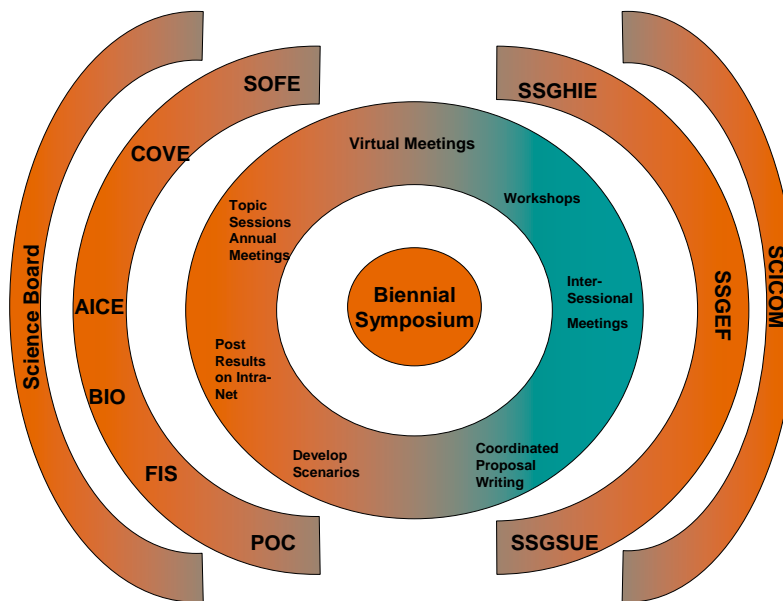 SOFE
SSGHIE
COVE
Virtual Meetings
Workshops
Topic
Sessions
Annual
Meetings
Science Board
AICE
Biennial
Symposium
Inter-
Sessional
Meetings
SSGEF
SCICOM
Post
Results
on Intra-
Net
BIO
FIS
Develop
Scenarios
Coordinated
Proposal
Writing
POC
SSGSUE